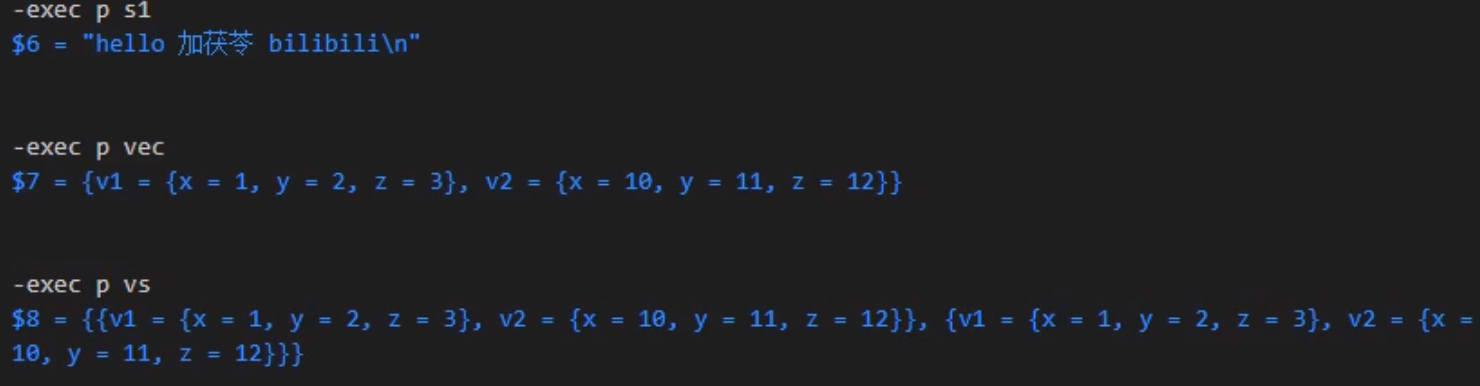 -exec p s1
$6 = "hello 加茯苓 bilibili\n"
-exec p vec
$7 = {v1 = {x = 1, y = 2, z = 3}, v2 = {x = 10, y = 11, z = 12}}
-exec p vs
$8 = {{v1 = {x = 1, y = 2, z = 3}, v2 = {x = 10, y = 11, z = 12}}, {v1 = {x = 1, y = 2, z = 3}, v2 = {x =
10, y = 11, z = 12}}}